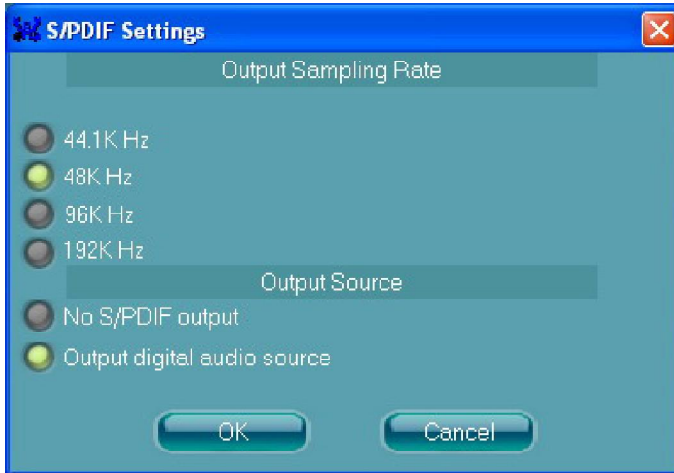 S/PDIF Settings
Output Sampling Rate
44.1K Hz
48K Hz
96K Hz
192K Hz
Output Source
No S/PDIF output
Output digital audio source
OK
Cancel